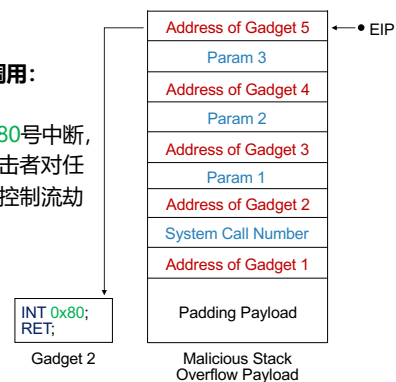 调用：
80号中断,
击者对任
控制流劫
Address of Gadget 5
EIP
Param 3
Address of Gadget 4
Param 2
Address of Gadget 3
Param 1
Address of Gadget 2
System Call Number
Address of Gadget 1
Padding Payload
INT 0x80;
RET;
Gadget 2
Malicious Stack
Overflow Payload